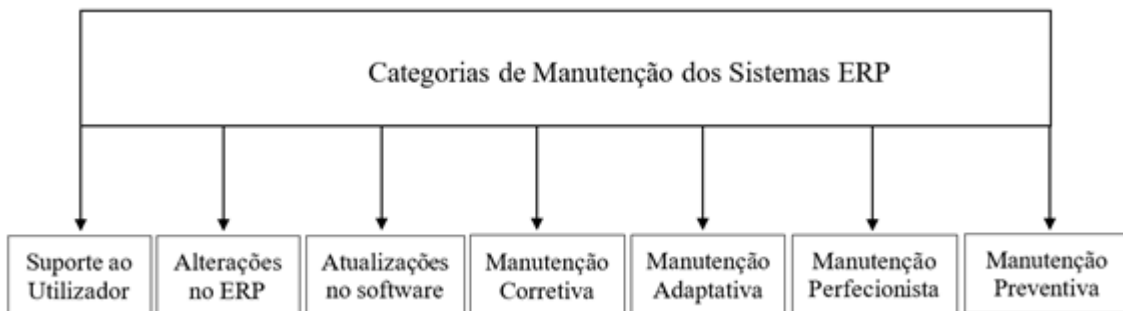 Categorias de Manutenção dos Sistemas ERP
Suporte ao
Utilizador
Alterações
no ERP
Atualizações
no software
Manutenção
Corretiva
Manutenção
Adaptativa
Manutenção
Perfecionista
Manutenção
Preventiva